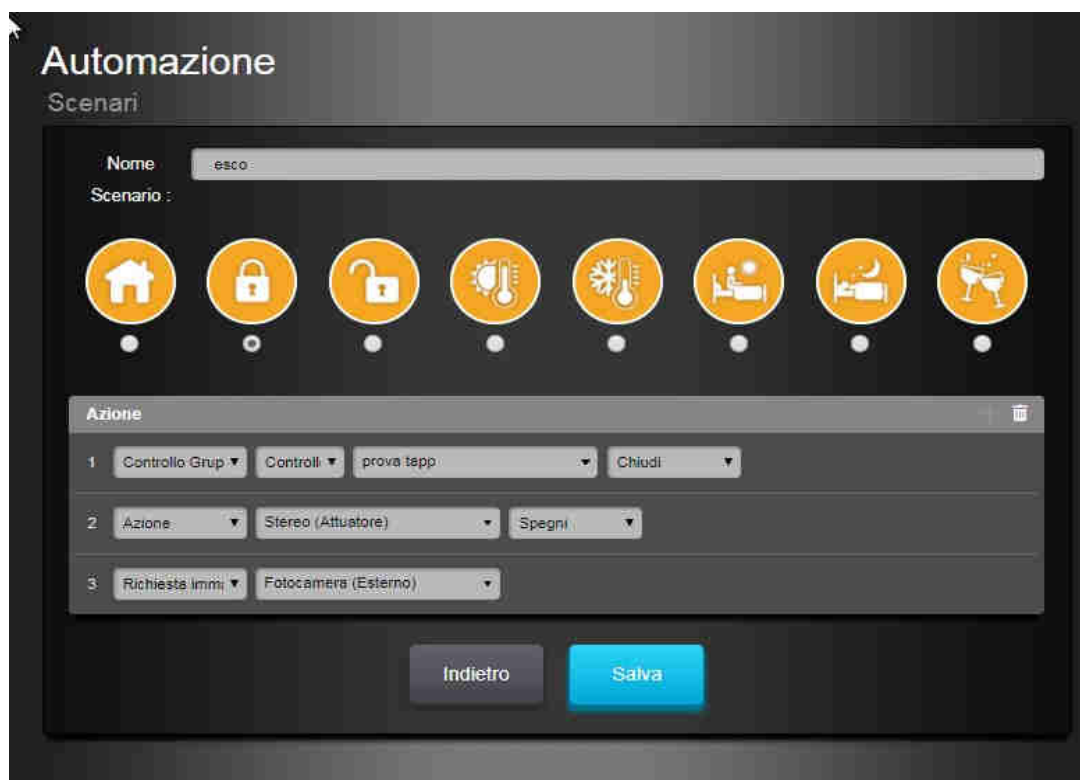 Automazione
Scenari
Nome
Scenario :
esco
Azione
1 Controllo Grup Controll prova tapp Chiudi
2 Azione Stereo (Attuatore) Spegni
3 Richiesta Imm Fotocamera (Esterno)
Indietro Salva